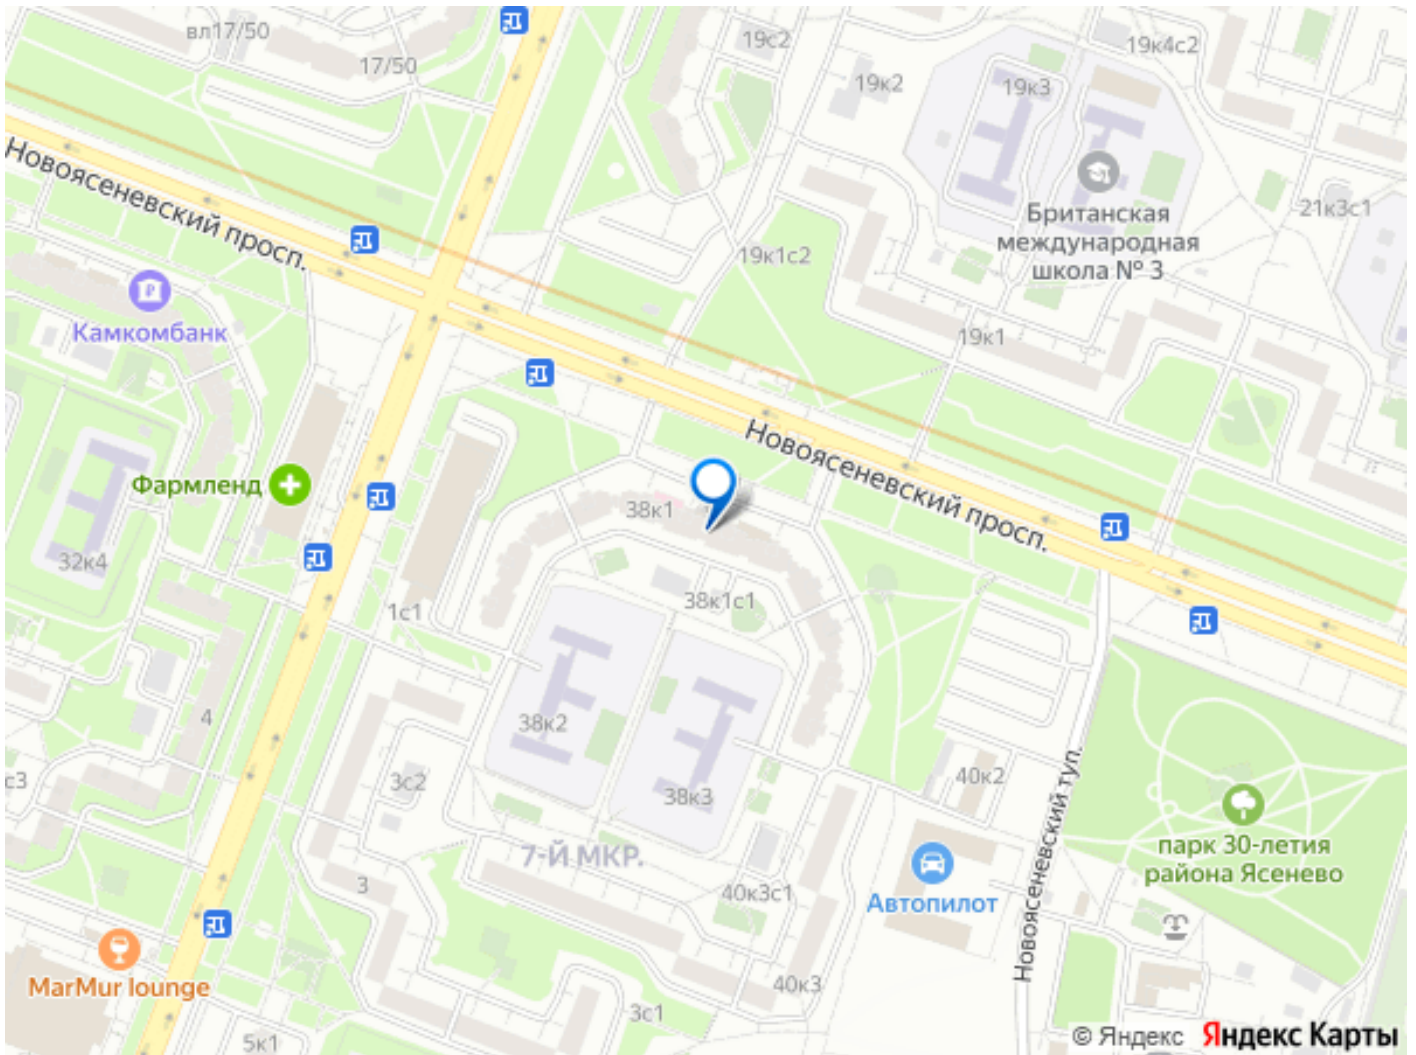 вл17/50
17/50
19с2
19к2
19к4с2
19к3
Новоясеневский просп.
Британская
международная
школа № 3
21к3с1
19к1с2
Камкомбанк
19к1
Новоясеневский просп.
Фармленд
38к1
32к4
1с1
38к1с1
4
38к2
3с2
38к3
40к2
с3
Новоясеневский туп.
7-Й МКР.
парк 30-летия
района Ясенево
3
40к3с1
Автопилот
MarMur lounge
40к3
3с1
5к1
© Яндекс Яндекс Карты